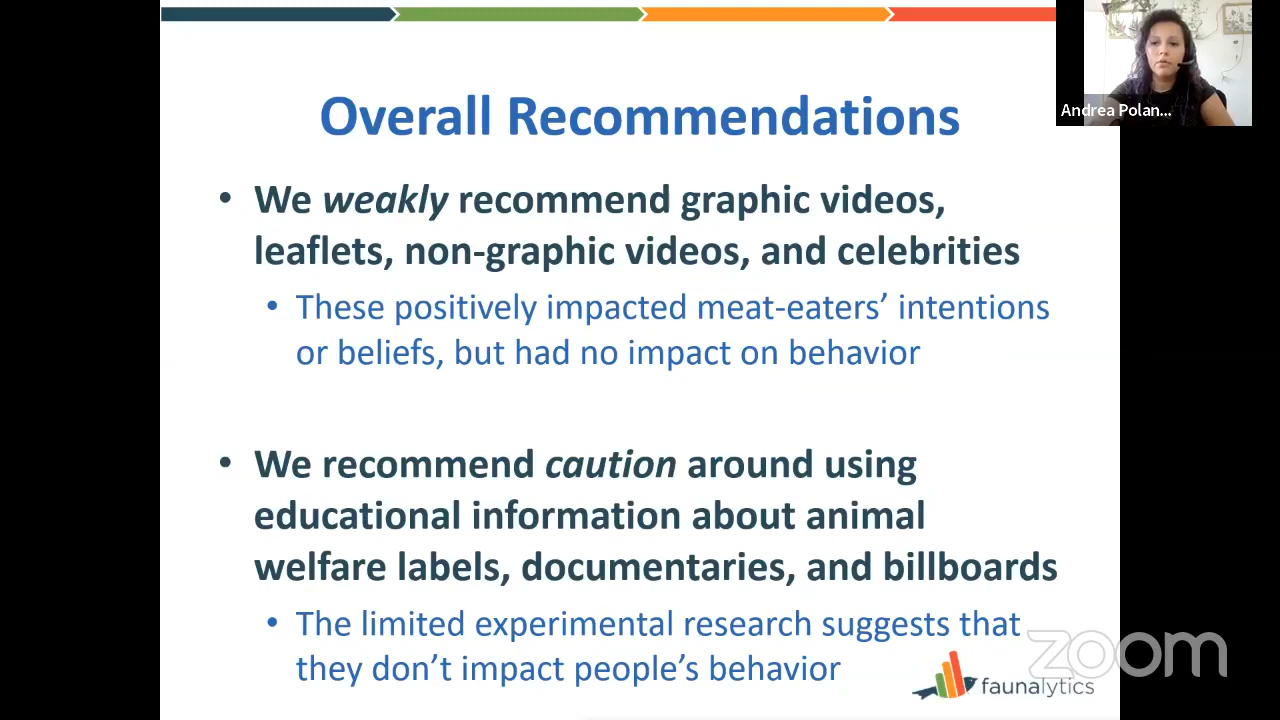 Overall Recommendations
Andrea Polan...
• We weakly recommend graphic videos,
leaflets, non-graphic videos, and celebrities
• These positively impacted meat-eaters’ intentions
or beliefs, but had no impact on behavior
• We recommend caution around using
educational information about animal
welfare labels, documentaries, and billboards
• The limited experimental research suggests that
they don’t impact people’s behavior
zoom
faunalytics